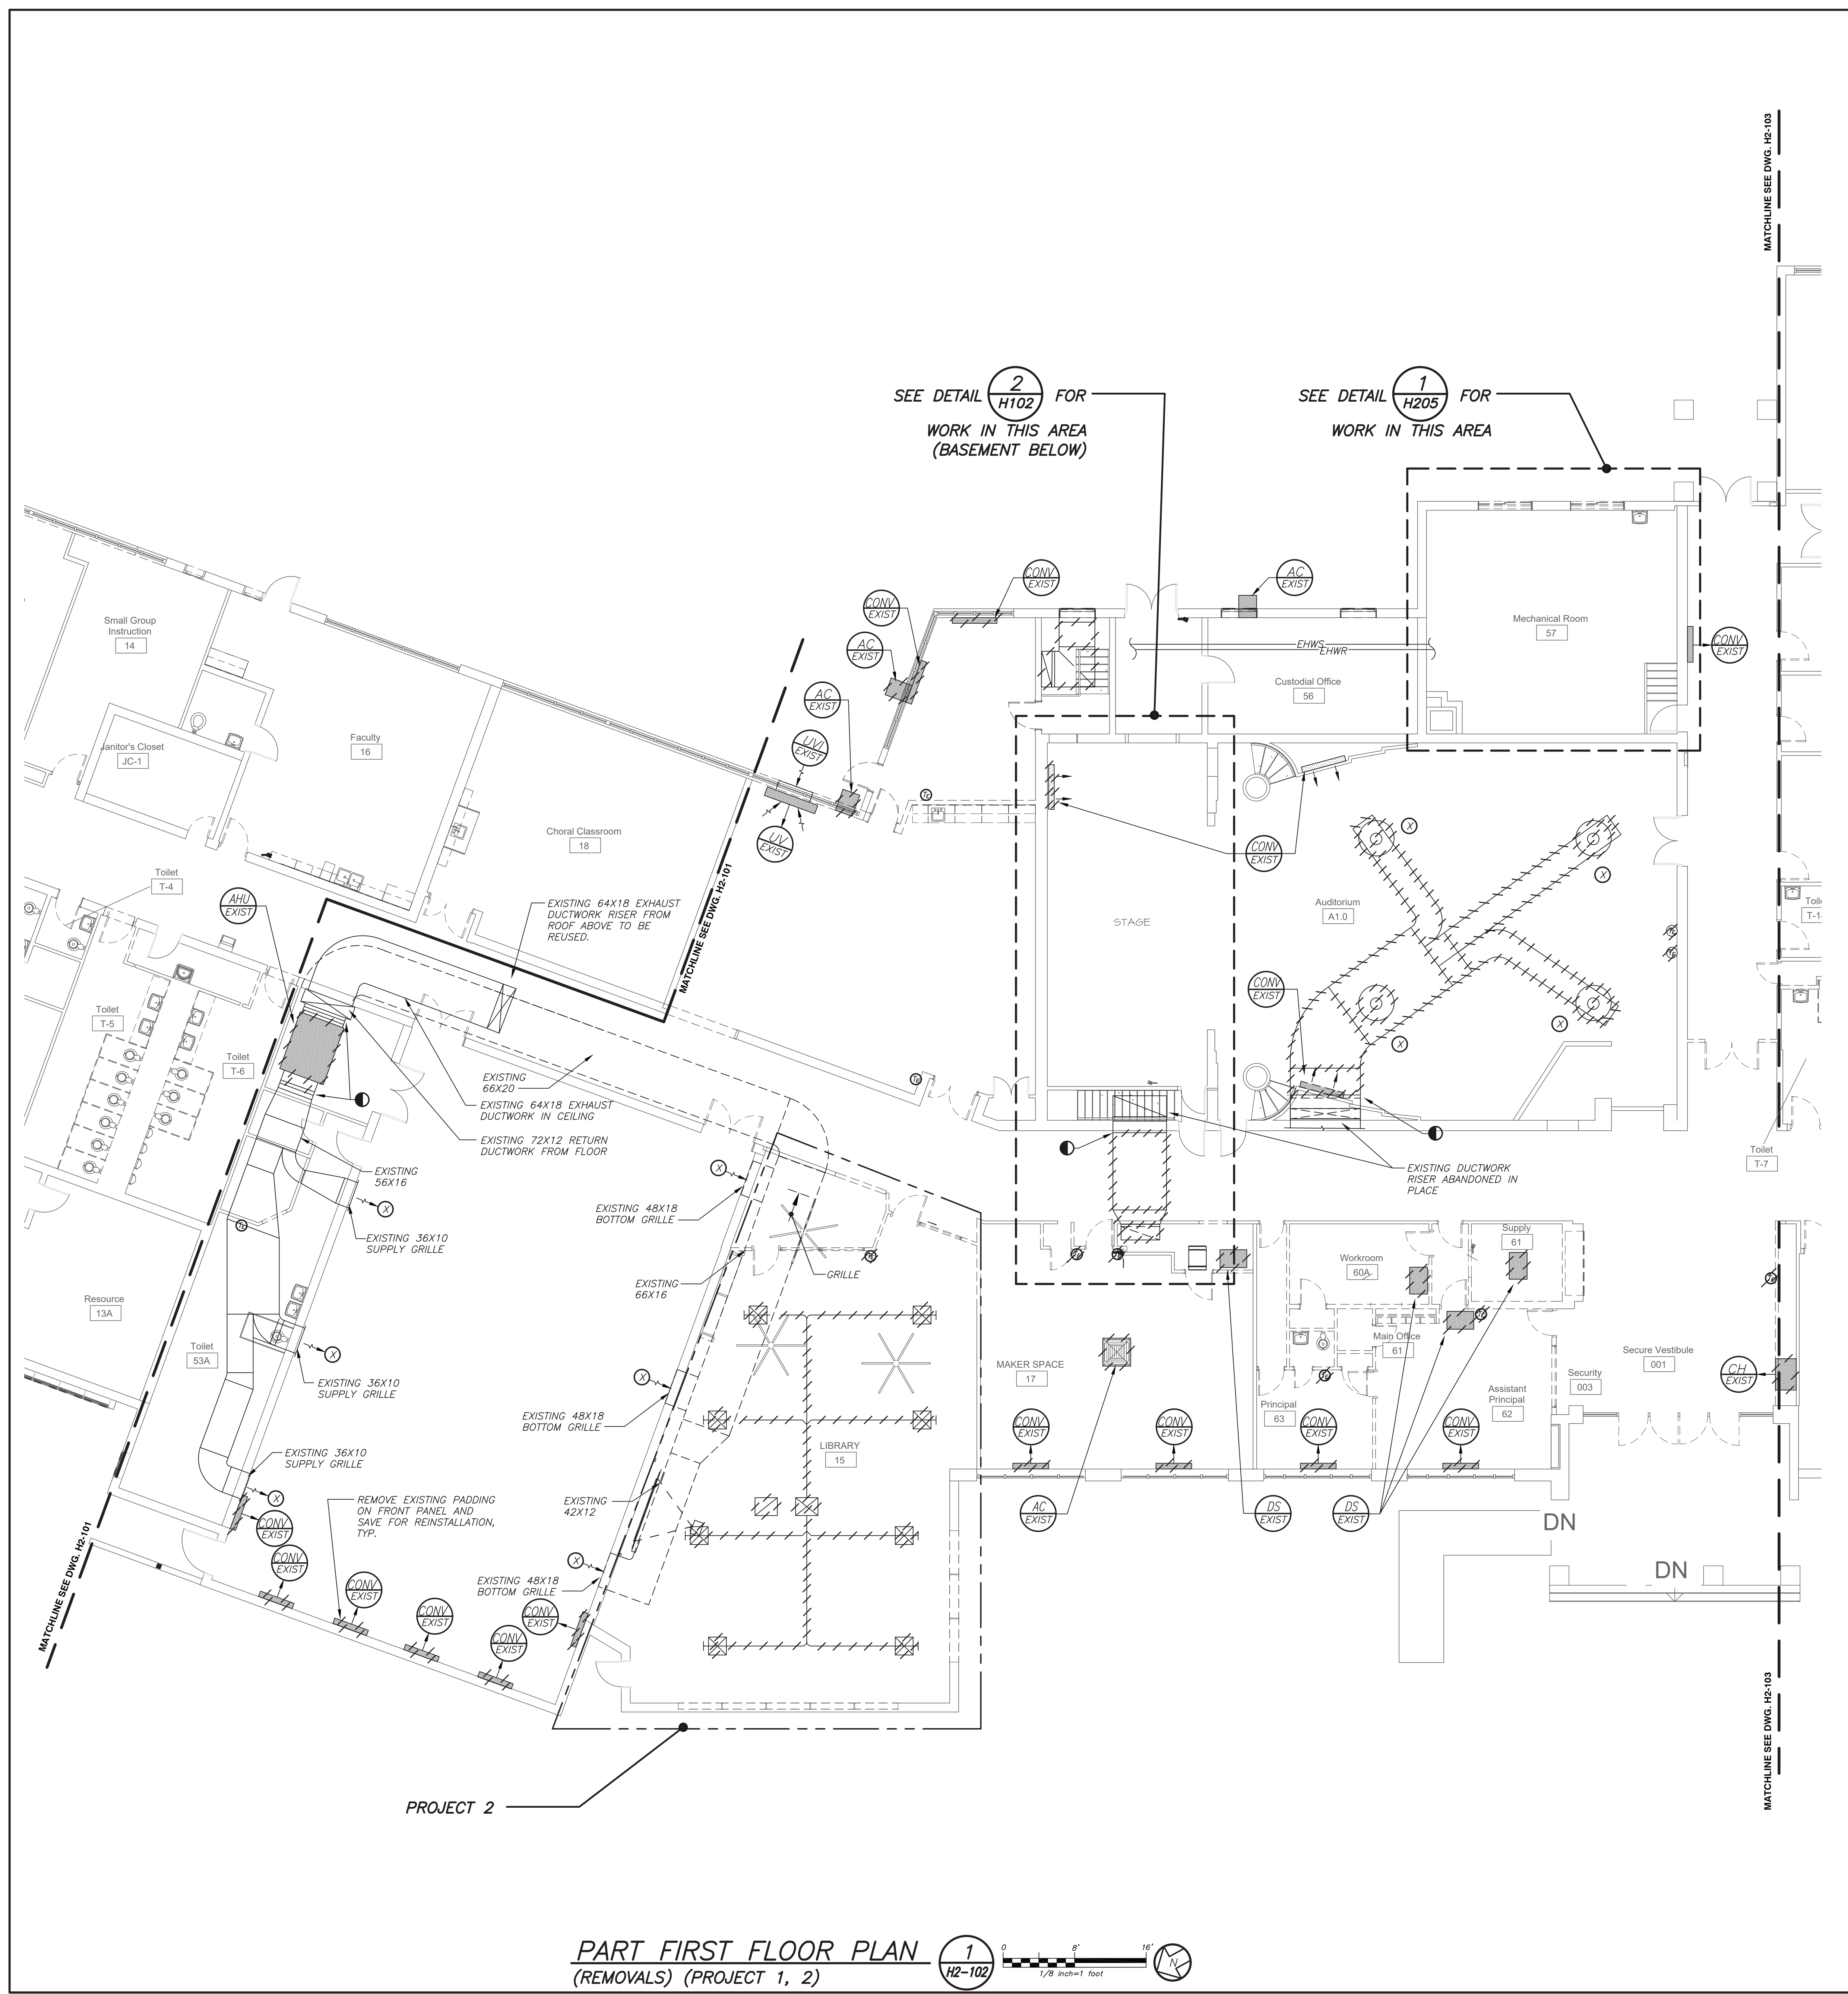 MATCHLINE SEE DWG. H2-103
SEE DETAIL
2
H102
FOR
WORK IN THIS AREA
(BASEMENT BELOW)
SEE DETAIL
1
H205
FOR
WORK IN THIS AREA
CONV
EXIST
AC
EXIST
CONV
EXIST
AC
EXIST
AC
EXIST
UVI
EXIST
UV
EXIST
Small Group
Instruction
14
Mechanical Room
57
CONV
EXIST
EHWS
EHWR
Custodial Office
56
Faculty
16
Janitor's Closet
JC-1
Choral Classroom
18
MATCHLINE SEE DWG. H2-101
CONV
EXIST
X
X
Toilet
T-4
AHU
EXIST
EXISTING 64X18 EXHAUST
DUCTWORK RISER FROM
ROOF ABOVE TO BE
REUSED.
STAGE
Auditorium
A1.0
CONV
EXIST
X
X
Toilet
T-5
Toilet
T-6
EXISTING
66X20
EXISTING 64X18 EXHAUST
DUCTWORK IN CEILING
EXISTING 72X12 RETURN
DUCTWORK FROM FLOOR
EXISTING
56X16
X
EXISTING 36X10
SUPPLY GRILLE
X
EXISTING 48X18
BOTTOM GRILLE
EXISTING
66X16
GRILLE
EXISTING DUCTWORK
RISER ABANDONED IN
PLACE
Toilet
T-7
Workroom
60A
Supply
61
Resource
13A
Toilet
53A
X
EXISTING 36X10
SUPPLY GRILLE
X
EXISTING 48X18
BOTTOM GRILLE
LIBRARY
15
MAKER SPACE
17
Main Office
61
Principal
63
Assistant
Principal
62
Security
003
Secure Vestibule
001
CH
EXIST
CONV
EXIST
CONV
EXIST
CONV
EXIST
CONV
EXIST
EXISTING 36X10
SUPPLY GRILLE
X
CONV
EXIST
REMOVE EXISTING PADDING
ON FRONT PANEL AND
SAVE FOR REINSTALLATION,
TYP.
EXISTING
42X12
AC
EXIST
DS
EXIST
DS
EXIST
DN
DN
MATCHLINE SEE DWG. H2-101
CONV
EXIST
CONV
EXIST
CONV
EXIST
CONV
EXIST
X
EXISTING 48X18
BOTTOM GRILLE
CONV
EXIST
MATCHLINE SEE DWG. H2-103
PROJECT 2
PART FIRST FLOOR PLAN
(REMOVALS) (PROJECT 1, 2)
1
H2-102
0 8' 16'
1/8 inch=1 foot
N